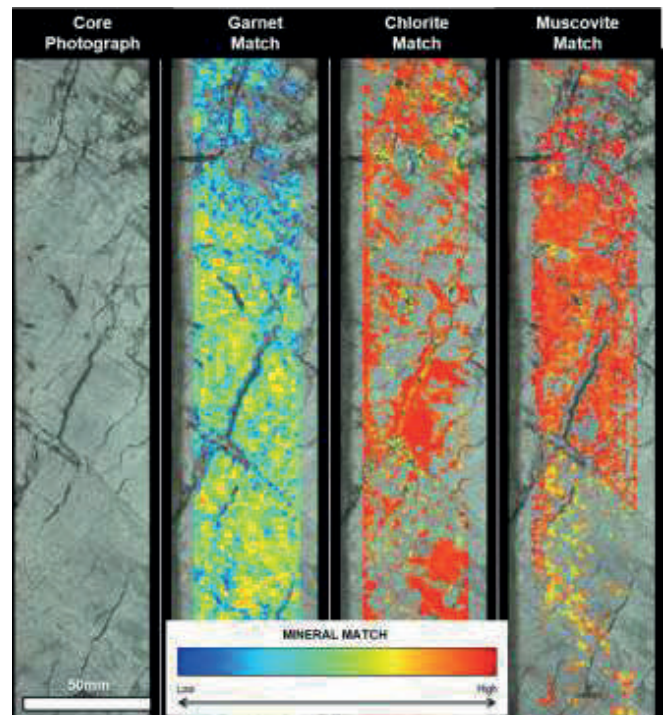 Core
Photograph
Garnet
Match
Chlorite
Match
Muscovite
Match
MINERAL MATCH
Low
High
50mm